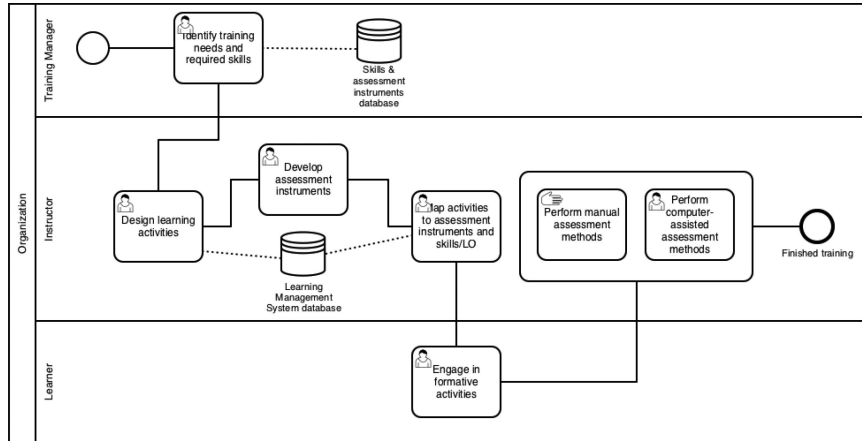 Organization
Training Manager
Identify training
needs and
required skills
Skills &
assessment
instruments
database
Instructor
Design learning
activities
Develop
assessment
instruments
Learning
Management
System database
Map activities
to assessment
instruments and
skills/LO
Perform manual
assessment
methods
Perform
computer-
assisted
assessment
methods
Finished training
Learner
Engage in
formative
activities